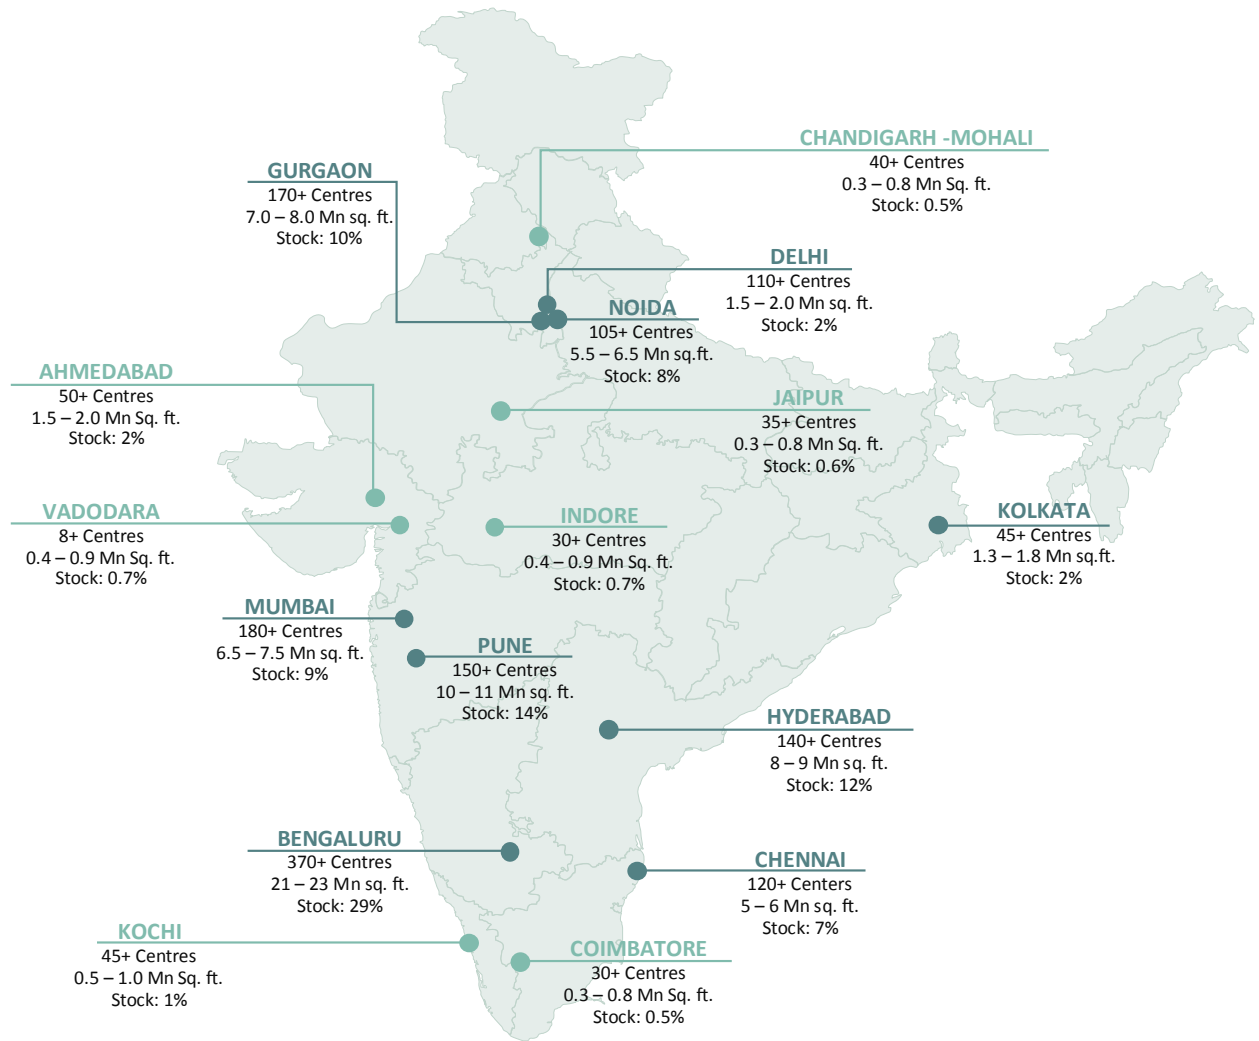 CHANDIGARH -MOHALI
40+ Centres
0.3 – 0.8 Mn Sq. ft.
Stock: 0.5%
GURGAON
170+ Centres
7.0 – 8.0 Mn sq. ft.
Stock: 10%
DELHI
110+ Centres
1.5 – 2.0 Mn sq. ft.
Stock: 2%
NOIDA
105+ Centres
5.5 – 6.5 Mn sq.ft.
Stock: 8%
AHMEDABAD
50+ Centres
1.5 – 2.0 Mn Sq. ft.
Stock: 2%
JAIPUR
35+ Centres
0.3 – 0.8 Mn Sq. ft.
Stock: 0.6%
VADODARA
8+ Centres
0.4 – 0.9 Mn Sq. ft.
Stock: 0.7%
INDORE
30+ Centres
0.4 – 0.9 Mn Sq. ft.
Stock: 0.7%
KOLKATA
45+ Centres
1.3 – 1.8 Mn sq.ft.
Stock: 2%
MUMBAI
180+ Centres
6.5 – 7.5 Mn sq. ft.
Stock: 9%
PUNE
150+ Centres
10 – 11 Mn sq. ft.
Stock: 14%
HYDERABAD
140+ Centres
8 – 9 Mn sq. ft.
Stock: 12%
BENGALURU
370+ Centres
21 – 23 Mn sq. ft.
Stock: 29%
CHENNAI
120+ Centers
5 – 6 Mn sq. ft.
Stock: 7%
KOCHI
45+ Centres
0.5 – 1.0 Mn Sq. ft.
Stock: 1%
COIMBATORE
30+ Centres
0.3 – 0.8 Mn Sq. ft.
Stock: 0.5%